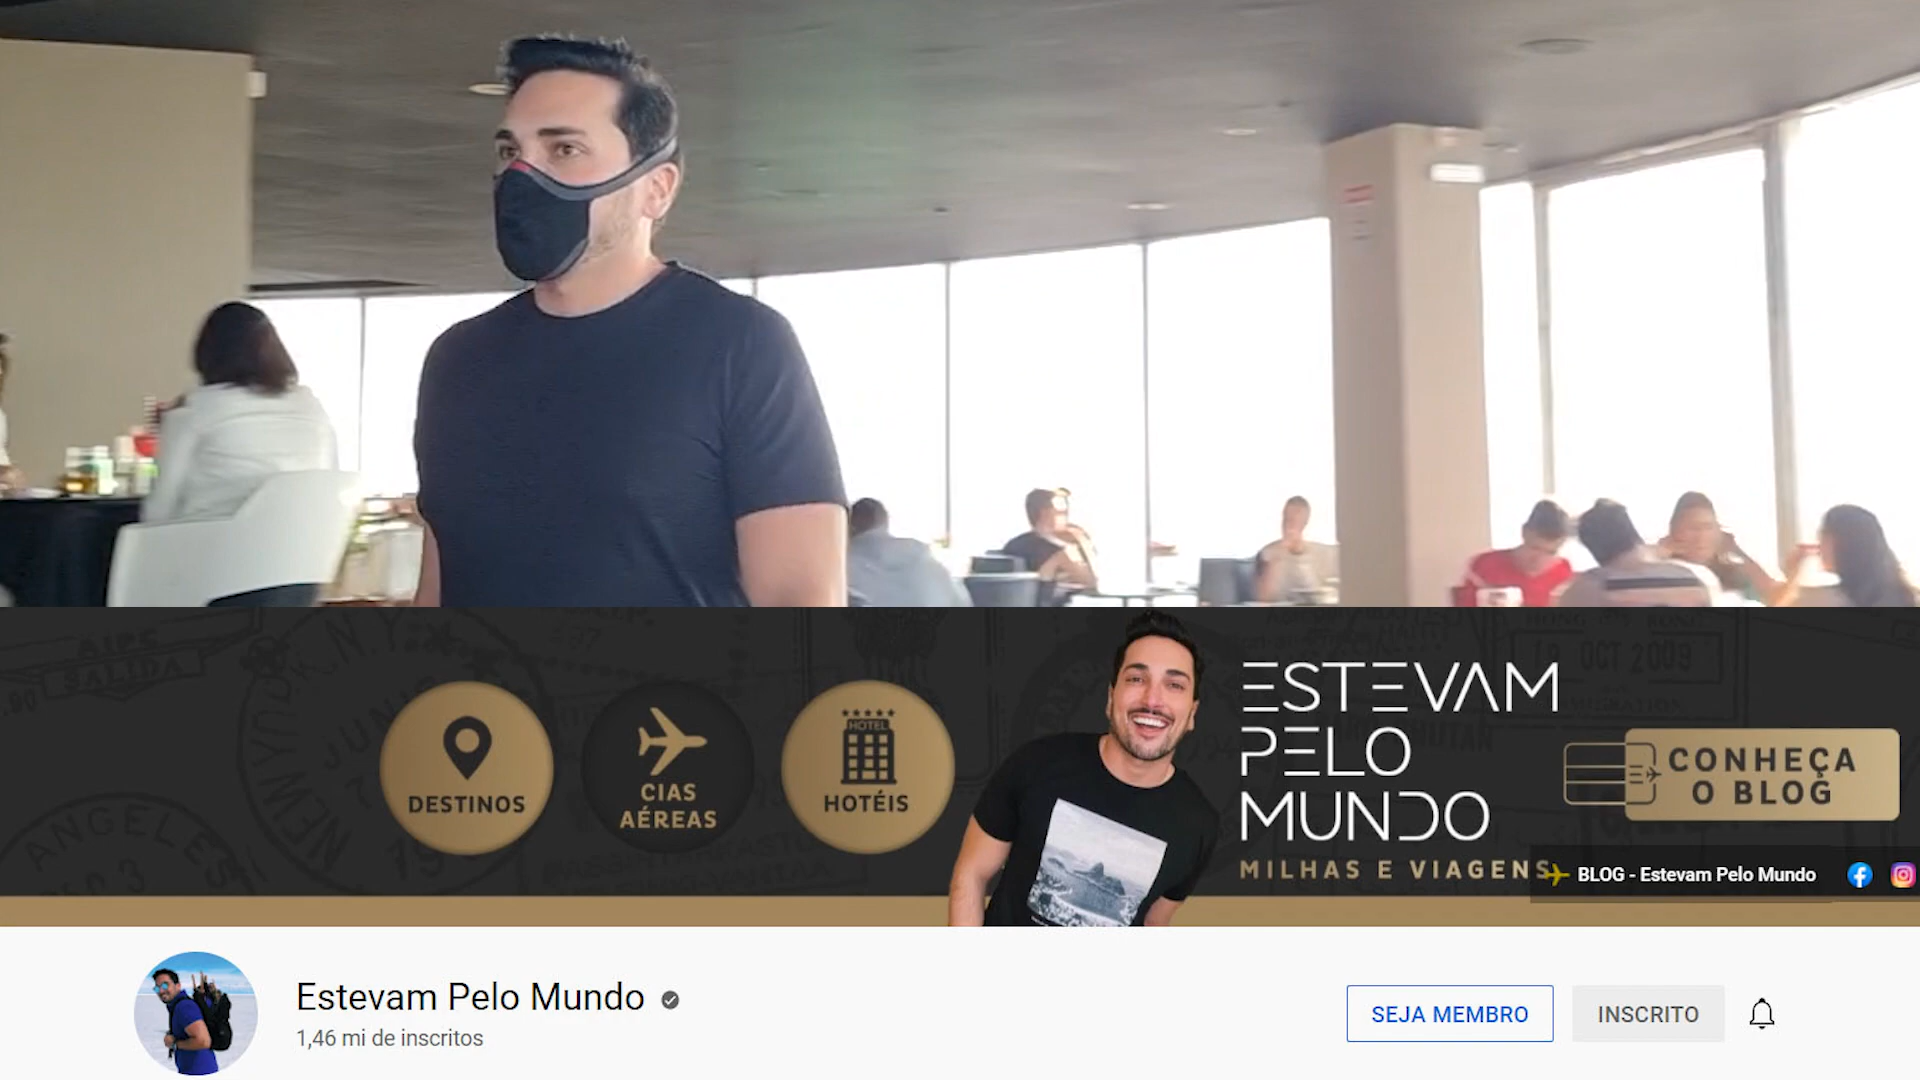 DESTINOS
CIAS
AÉREAS
HOTEL
HOTÉIS
ESTEVAM
PELO
MUNDO
MILHAS E VIAGENS
CONHEÇA
O BLOG
BLOG - Estevam Pelo Mundo
Estevam Pelo Mundo
1,46 mi de inscritos
SEJA MEMBRO
INSCRITO